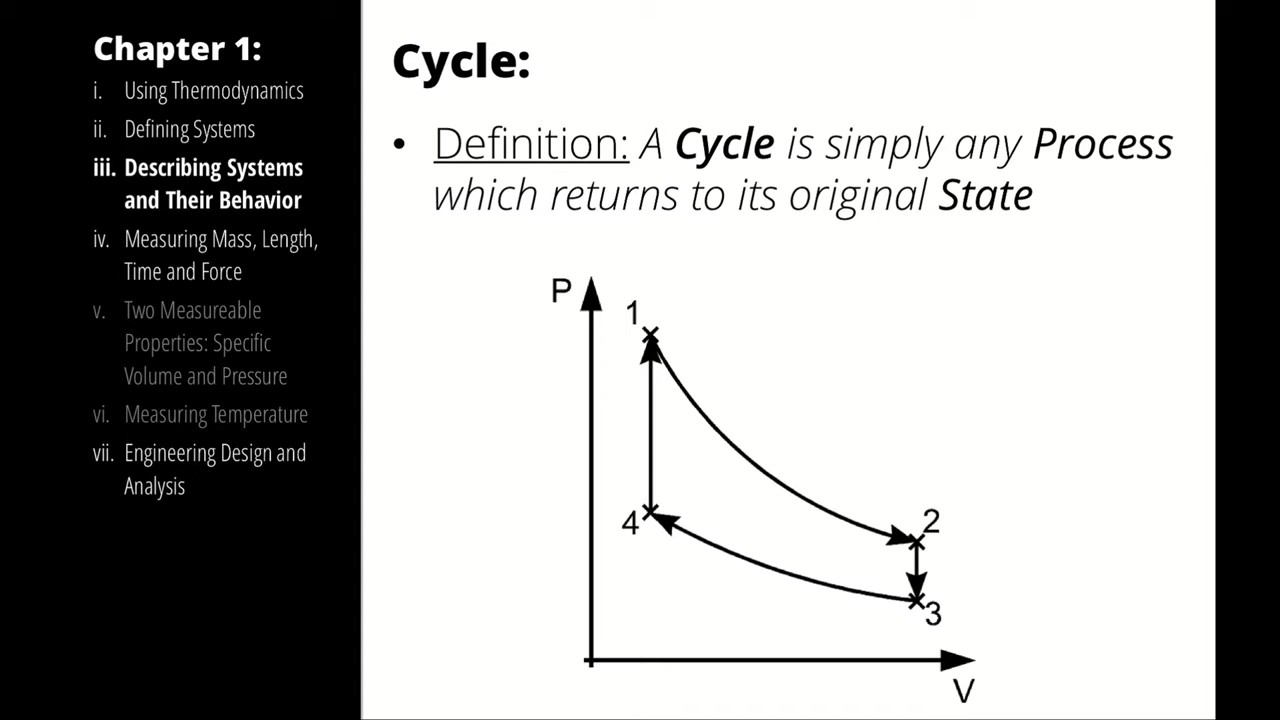 Chapter 1:
i. Using Thermodynamics
ii. Defining Systems
iii. Describing Systems
and Their Behavior
iv. Measuring Mass, Length,
Time and Force
v. Two Measureable
Properties: Specific
Volume and Pressure
vi. Measuring Temperature
vii. Engineering Design and
Analysis
Cycle:
• Definition: A Cycle is simply any Process
which returns to its original State
P
1
2
4
3
V